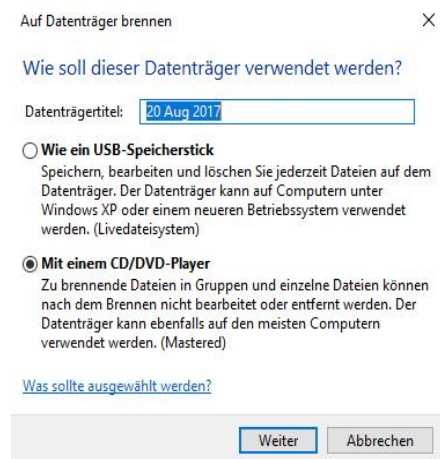 Auf Datenträger brennen
Wie soll dieser Datenträger verwendet werden?
Datenträgertitel: 20 Aug 2017
Wie ein USB-Speicherstick
Speichern, bearbeiten und löschen Sie jederzeit Dateien auf dem
Datenträger. Der Datenträger kann auf Computern unter
Windows XP oder einem neueren Betriebssystem verwendet
werden. (Livedateisystem)
Mit einem CD/DVD-Player
Zu brennende Dateien in Gruppen und einzelne Dateien können
nach dem Brennen nicht bearbeitet oder entfernt werden. Der
Datenträger kann ebenfalls auf den meisten Computern
verwendet werden. (Mastered)
Was sollte ausgewählt werden?
Weiter Abbrechen